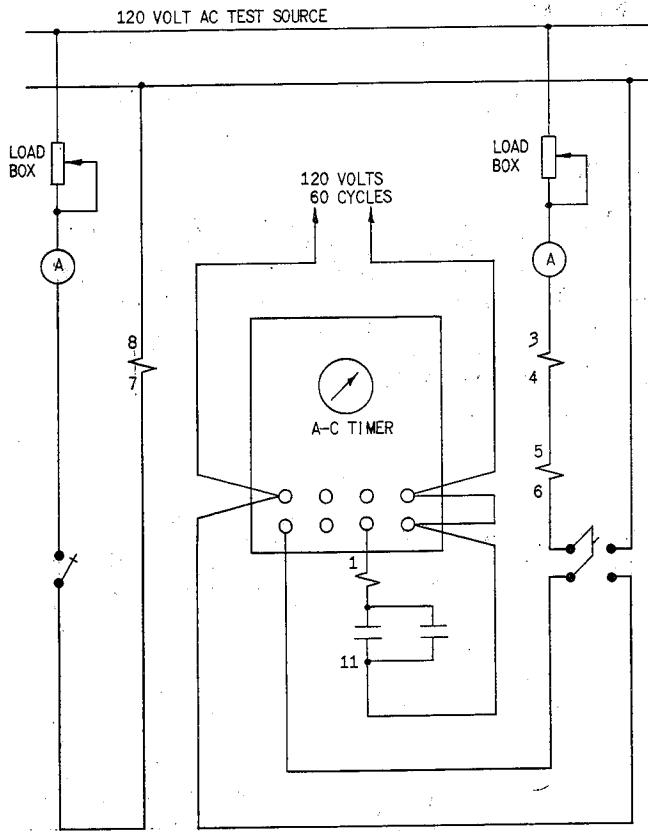 120 VOLT AC TEST SOURCE
LOAD
BOX
LOAD
BOX
120 VOLTS
60 CYCLES
A
A
8
7
3
4
A-C TIMER
5
6
1
11